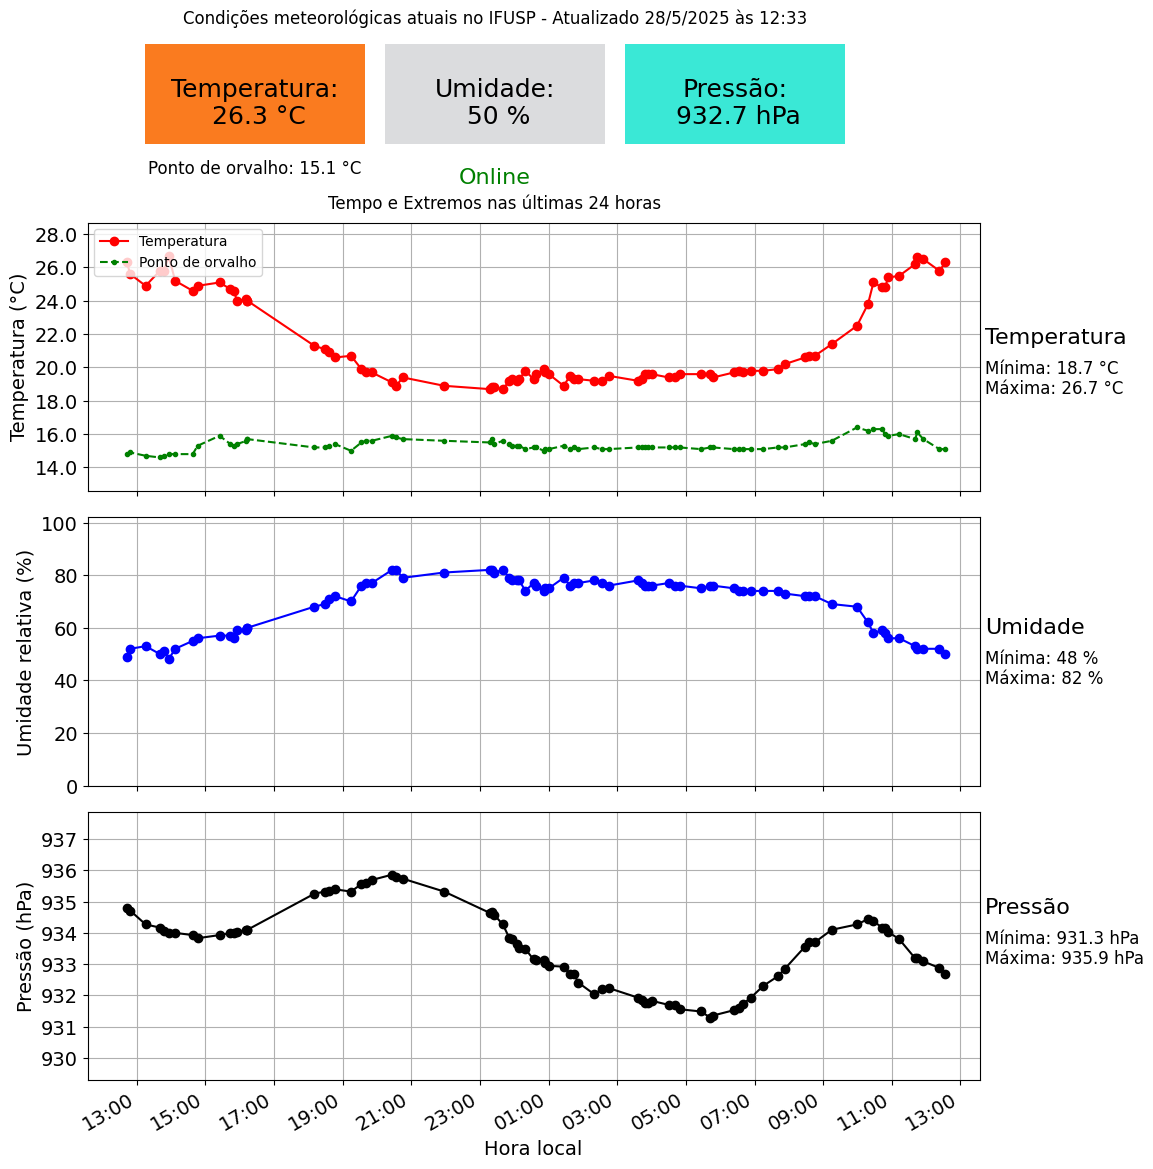 Condições meteorológicas atuais no IFUSP - Atualizado 28/5/2025 às 12:33
Temperatura:
26.3 °C
Umidade:
50 %
Pressão:
932.7 hPa
Ponto de orvalho: 15.1 °C
Online
Tempo e Extremos nas últimas 24 horas
Temperatura (°C)
28.0
26.0
24.0
22.0
20.0
18.0
16.0
14.0
Temperatura
Ponto de orvalho
Temperatura
Mínima: 18.7 °C
Máxima: 26.7 °C
Umidade relativa (%)
100
80
60
40
20
0
Umidade
Mínima: 48 %
Máxima: 82 %
Pressão (hPa)
937
936
935
934
933
932
931
930
Pressão
Mínima: 931.3 hPa
Máxima: 935.9 hPa
13:00 15:00 17:00 19:00 21:00 23:00 01:00 03:00 05:00 07:00 09:00 11:00 13:00
Hora local